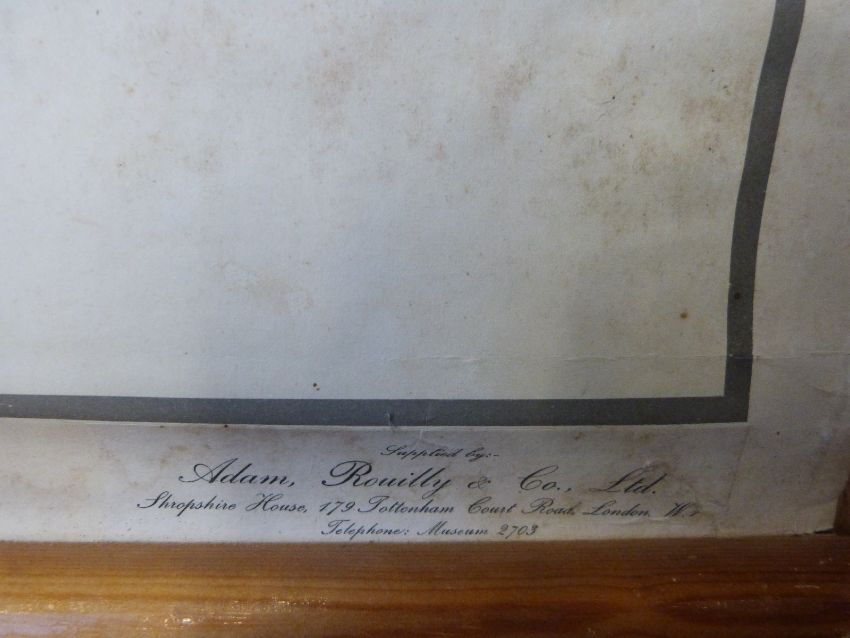 Supplied by:-
Adam, Rouilly & Co., Ltd.
Shropshire House, 179 Tottenham Court Road, London, W.1
Telephone: Museum 2703